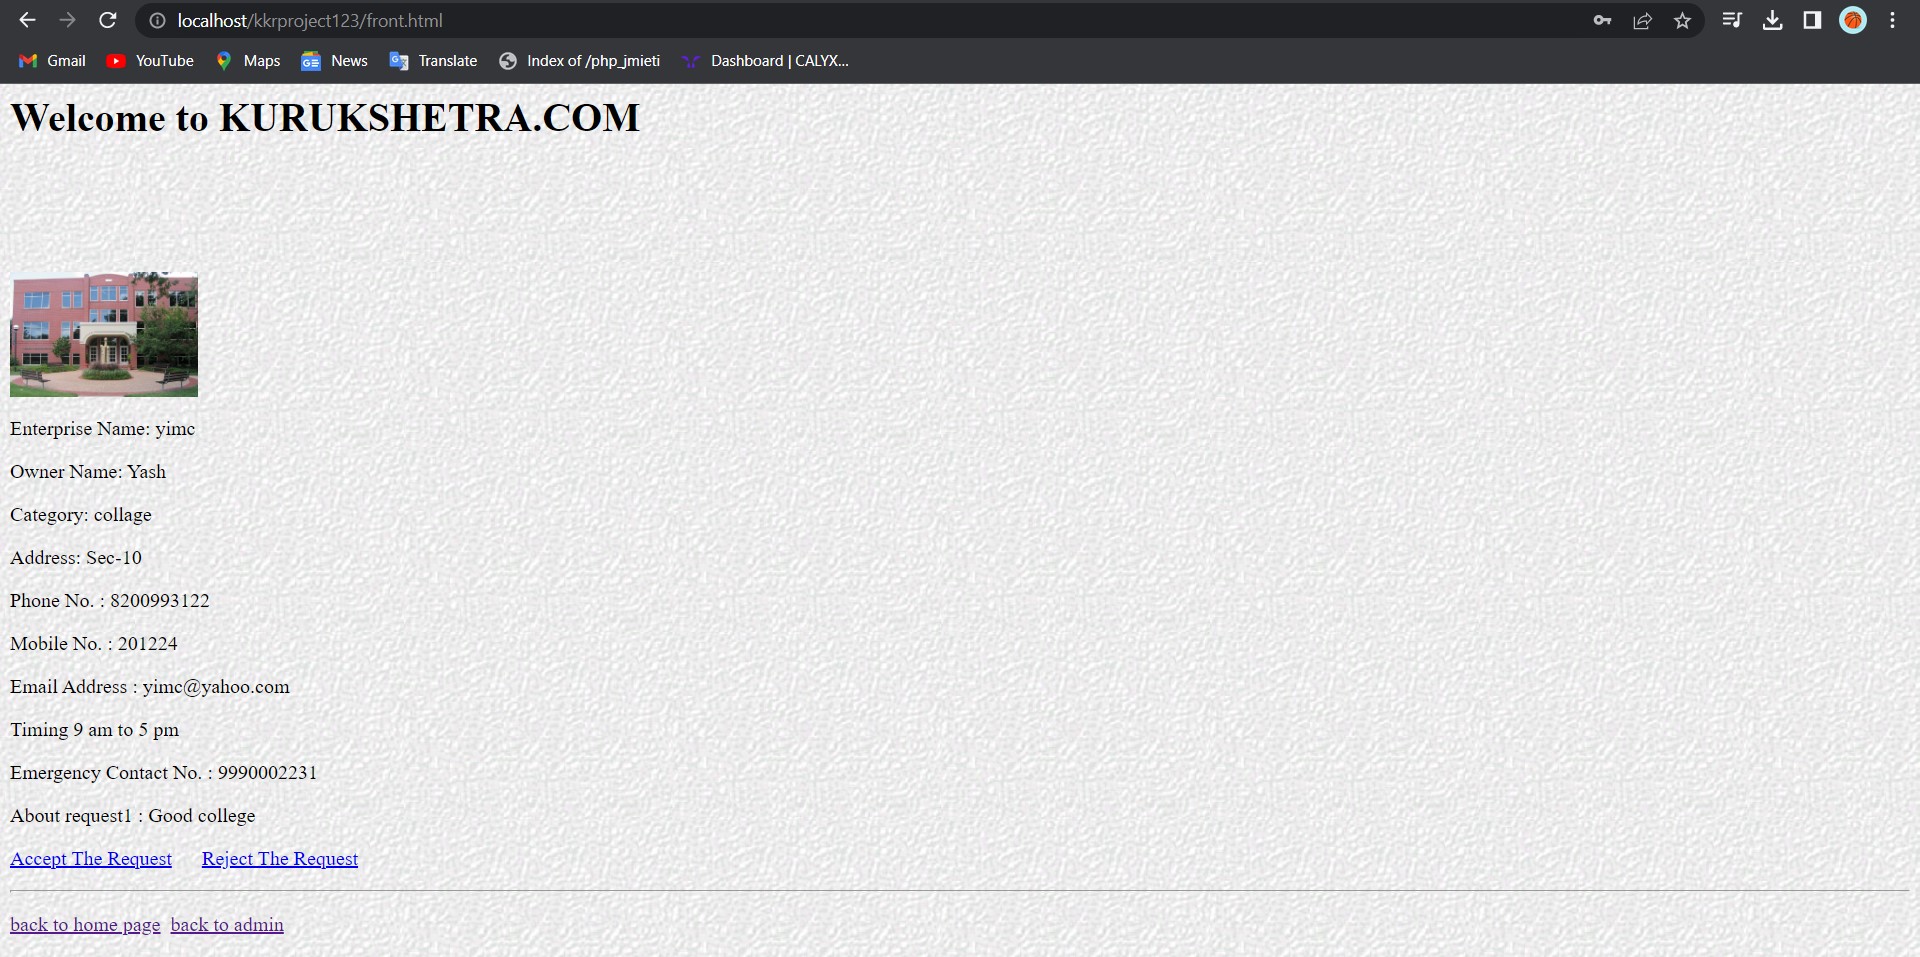 localhost/kkrproject123/front.html
Gmail YouTube Maps News Translate Index of /php_jmieti Dashboard | CALYX...
Welcome to KURUKSHETRA.COM
Enterprise Name: yimc
Owner Name: Yash
Category: collage
Address: Sec-10
Phone No. : 8200993122
Mobile No. : 201224
Email Address : yimc@yahoo.com
Timing 9 am to 5 pm
Emergency Contact No. : 9990002231
About request1 : Good college
Accept The Request Reject The Request
back to home page back to admin